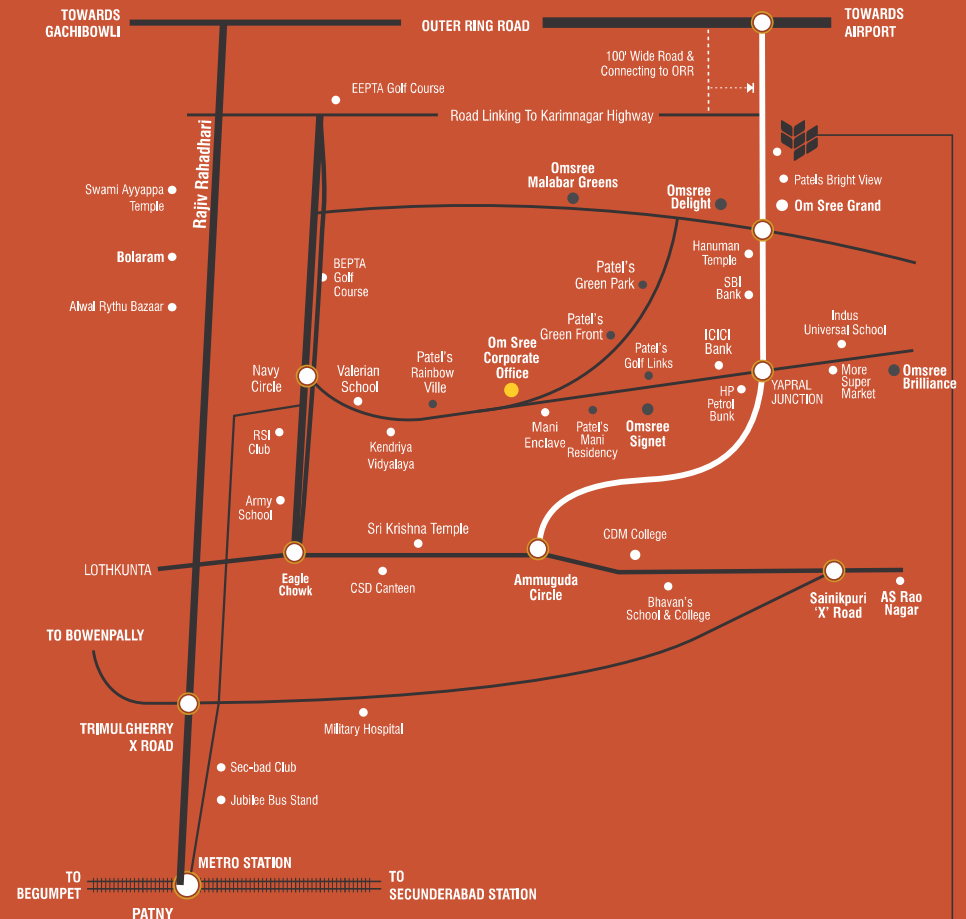 TOWARDS
GACHIBOWLI
OUTER RING ROAD
TOWARDS
AIRPORT
100' Wide Road &
Connecting to ORR
EEPTA Golf Course
Road Linking To Karimnagar Highway
Rajiv Rahadhari
Swami Ayyappa
Temple
Bolaram
Alwal Rythu Bazaar
Omsree
Malabar Greens
Omsree
Delight
Patels Bright View
Om Sree Grand
Hanuman
Temple
SBI
Bank
BEPTA
Golf
Course
Patel's
Green Park
Patel's
Green Front
Indus
Universal School
ICICI
Bank
Om Sree
Corporate
Office
Patel's
Golf Links
Navy
Circle
Valerian
School
Patel's
Rainbow
Ville
HP
Petrol
Bunk
YAPRAL
JUNCTION
More
Super
Market
Omsree
Brilliance
RSI
Club
Kendriya
Vidyalaya
Mani
Enclave
Patel's
Mani
Residency
Omsree
Signet
Army
School
Sri Krishna Temple
CDM College
LOTHKUNTA
Eagle
Chowk
CSD Canteen
Ammuguda
Circle
Bhavan's
School & College
Sainikpuri
'X' Road
AS Rao
Nagar
TO BOWENPALLY
TRIMULGHERRY
X ROAD
Military Hospital
Sec-bad Club
Jubilee Bus Stand
METRO STATION
TO
BEGUMPET
TO
SECUNDERABAD STATION
PATNY